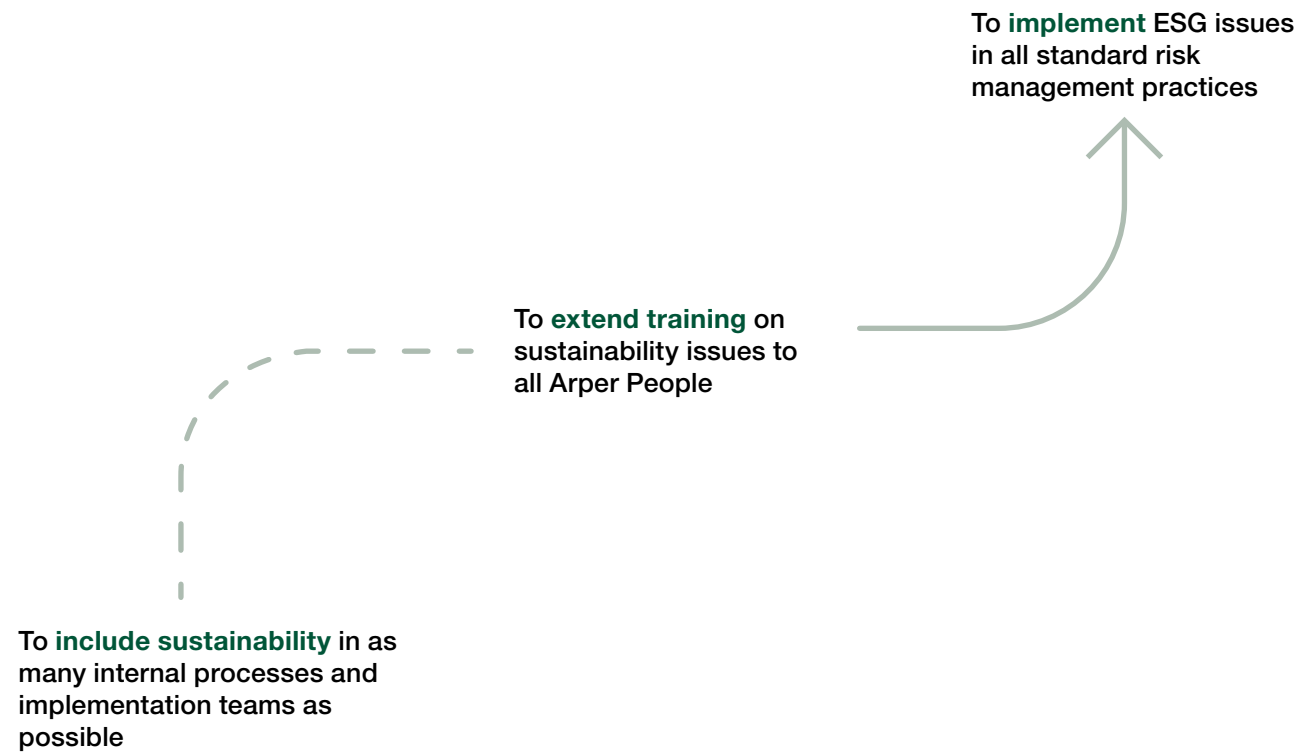 To implement ESG issues
in all standard risk
management practices
To extend training on
sustainability issues to
all Arper People
To include sustainability in as
many internal processes and
implementation teams as
possible